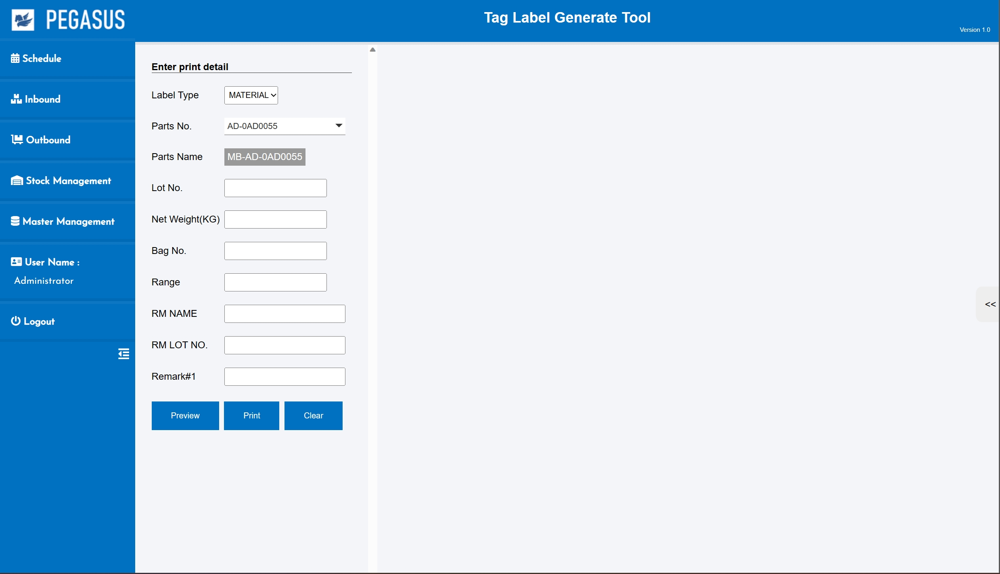 PEGASUS
Tag Label Generate Tool
Version 1.0
Schedule
Inbound
Outbound
Stock Management
Master Management
User Name :
Administrator
Logout
Enter print detail
Label Type MATERIAL
Parts No. AD-0AD0055
Parts Name MB-AD-0AD0055
Lot No.
Net Weight(KG)
Bag No.
Range
RM NAME
RM LOT NO.
Remark#1
Preview Print Clear
<<